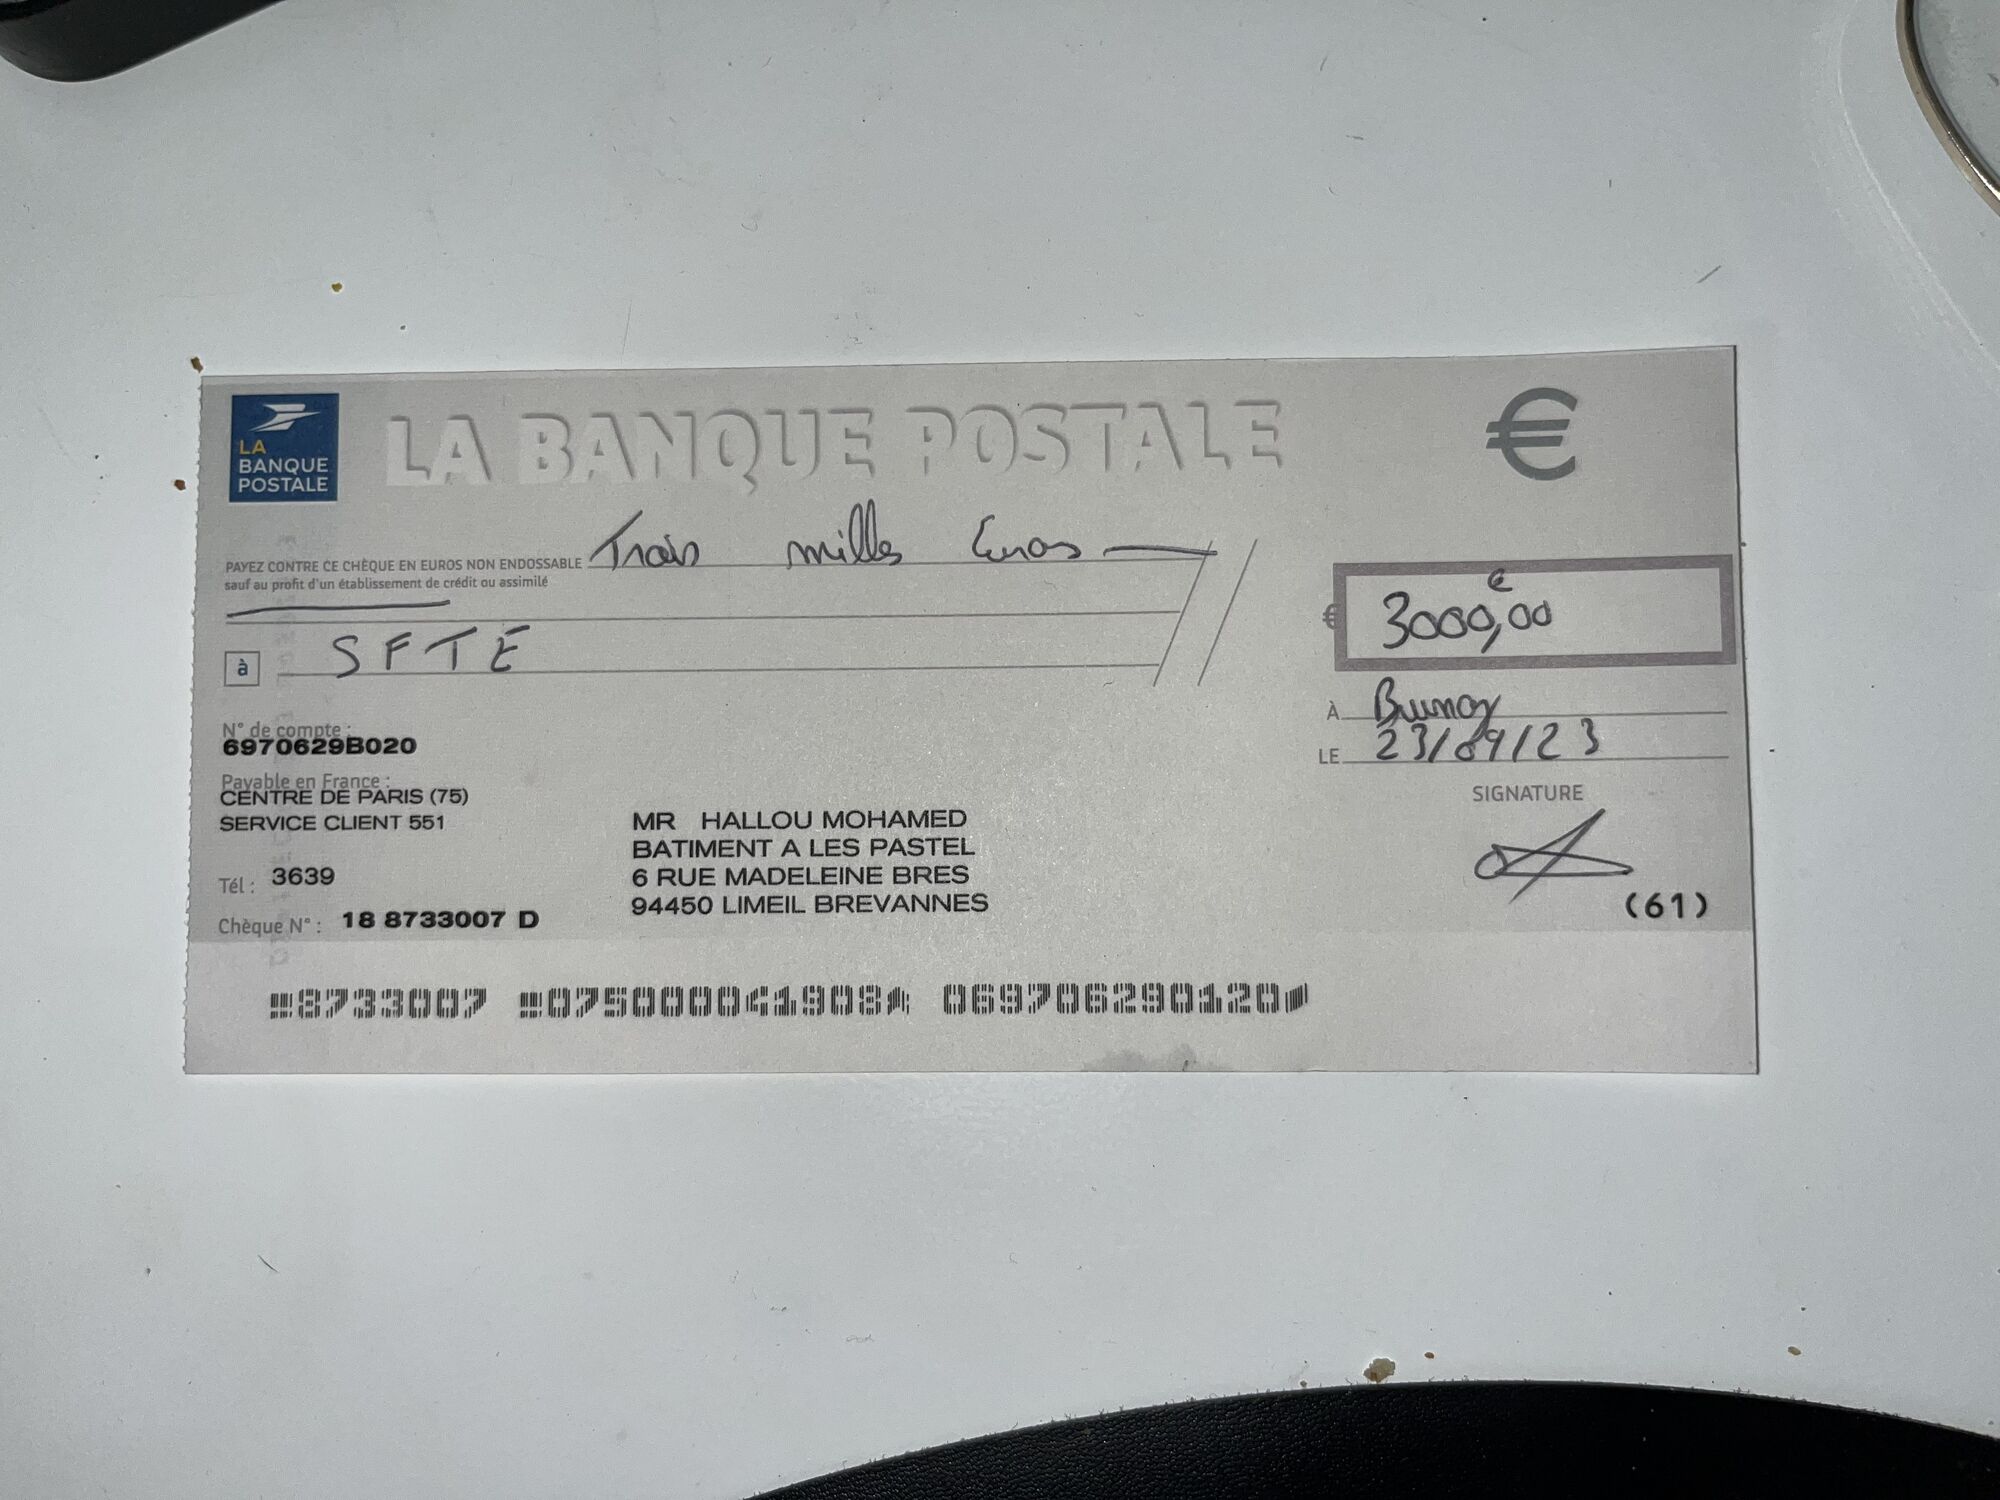 LA BANQUE POSTALE
LA
BANQUE
POSTALE
€
PAYEZ CONTRE CE CHÈQUE EN EUROS NON ENDOSSABLE Trois milles Euros
sauf au profit d'un établissement de crédit ou assimilé
€ 3000,00 €
à SFTE
À Brunoy
LE 23/09/23
N° de compte :
6970629B020
Payable en France :
CENTRE DE PARIS (75)
SERVICE CLIENT 551
Tél : 3639
Chèque N° : 18 8733007 D
MR HALLOU MOHAMED
BATIMENT A LES PASTEL
6 RUE MADELEINE BRES
94450 LIMEIL BREVANNES
SIGNATURE
(61)
⑈8733007 ⑈075000041908⑆ 069706290120⑇